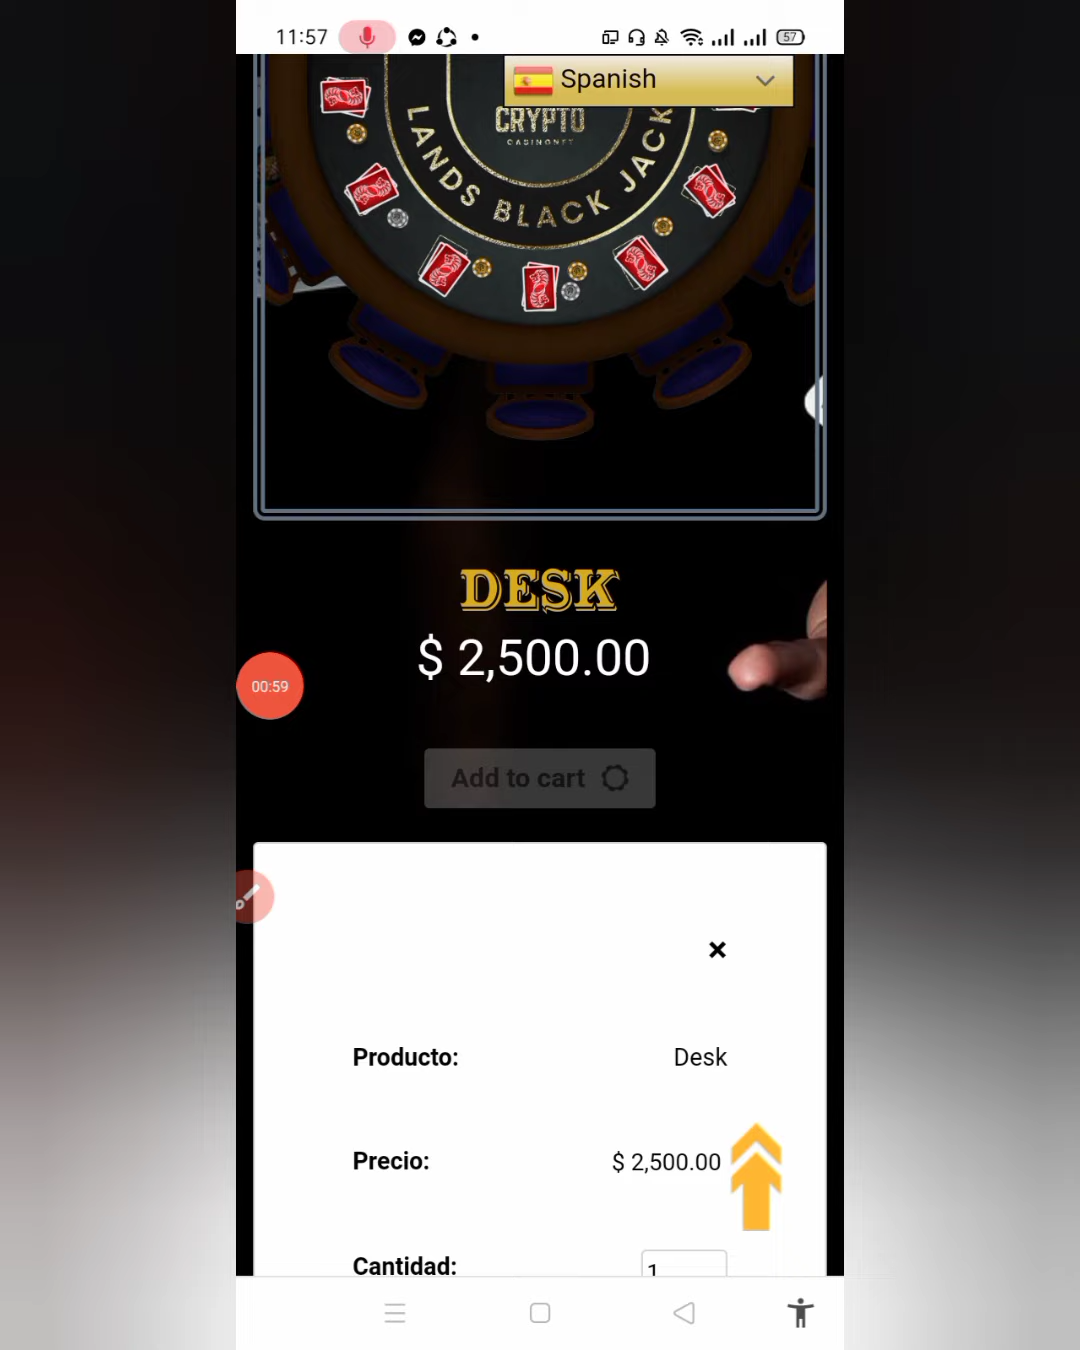 11:57
57
Spanish
CRYPTO
CASINONFT
LANDS BLACK JACK
DESK
$ 2,500.00
00:59
Add to cart
Producto: Desk
Precio: $ 2,500.00
Cantidad: 1